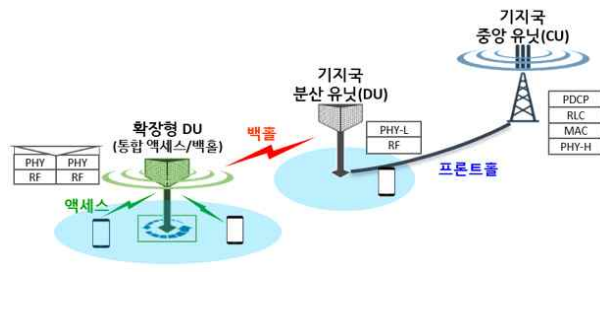 기지국
중앙 유닛(CU)
기지국
분산 유닛(DU)
확장형 DU
(통합 액세스/백홀)
백홀
PDCP
RLC
MAC
PHY-H
PHY-L
RF
PHY PHY
RF RF
프론트홀
액세스